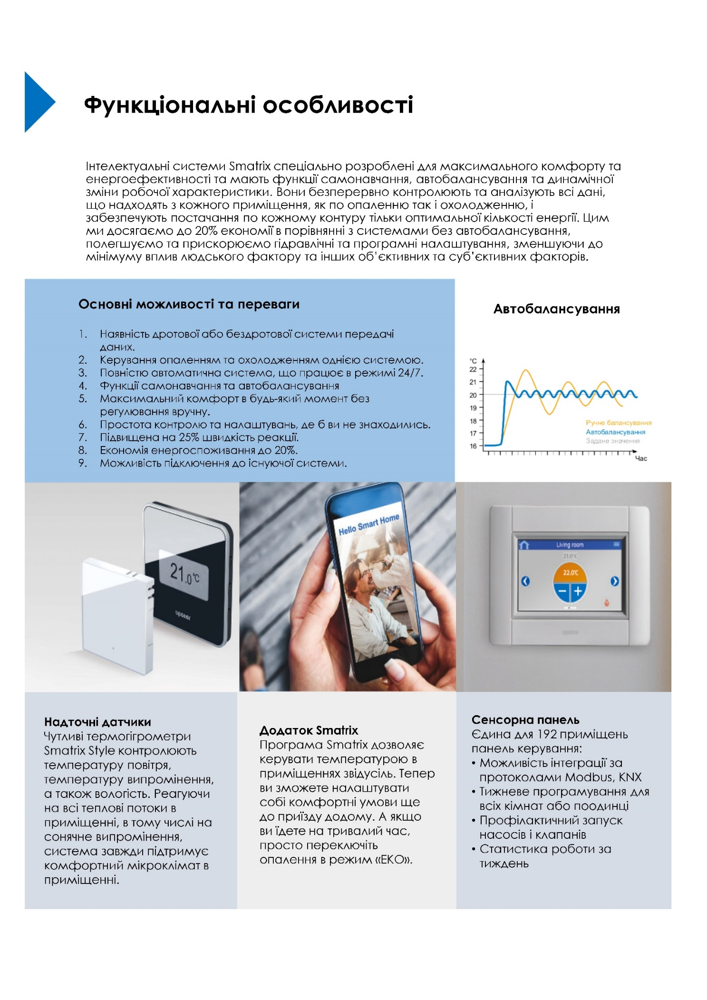 Функціональні особливості
Інтелектуальні системи Smatrix спеціально розроблені для максимального комфорту та
енергоефективності та мають функції самонавчання, автобалансування та динамічної
зміни робочої характеристики. Вони безперервно контролюють та аналізують всі дані,
що надходять з кожного приміщення, як по опаленню так і охолодженню, і
забезпечують постачання по кожному контуру тільки оптимальної кількості енергії. Цим
ми досягаємо до 20% економії в порівнянні з системами без автобалансування,
полегшуємо та прискорюємо гідравлічні та програмні налаштування, зменшуючи до
мінімуму вплив людського фактору та інших об'єктивних та суб'єктивних факторів.
Основні можливості та переваги
1. Наявність дротової або бездротової системи передачі
даних.
2. Керування опаленням та охолодженням однією системою.
3. Повністю автоматична система, що працює в режимі 24/7.
4. Функції самонавчання та автобалансування
5. Максимальний комфорт в будь-який момент без
регулювання вручну.
6. Простота контролю та налаштувань, де б ви не знаходились.
7. Підвищена на 25% швидкість реакції.
8. Економія енергоспоживання до 20%.
9. Можливість підключення до існуючої системи.
Автобалансування
°C
22
21
20
19
18
17
16
Ручне балансування
Автобалансування
Задане значення
Час
21.0°C
uponor
Hello Smart Home
Living room
21.0°C
22.0°C
− +
uponor
Надточні датчики
Чутливі термогігрометри
Smatrix Style контролюють
температуру повітря,
температуру випромінення,
а також вологість. Реагуючи
на всі теплові потоки в
приміщенні, в тому числі на
сонячне випромінення,
система завжди підтримує
комфортний мікроклімат в
приміщенні.
Додаток Smatrix
Програма Smatrix дозволяє
керувати температурою в
приміщеннях звідусіль. Тепер
ви зможете налаштувати
собі комфортні умови ще
до приїзду додому. А якщо
ви їдете на тривалий час,
просто переключіть
опалення в режим «ЕКО».
Сенсорна панель
Єдина для 192 приміщень
панель керування:
• Можливість інтеграції за
протоколами Modbus, KNX
• Тижневе програмування для
всіх кімнат або поодинці
• Профілактичний запуск
насосів і клапанів
• Статистика роботи за
тиждень